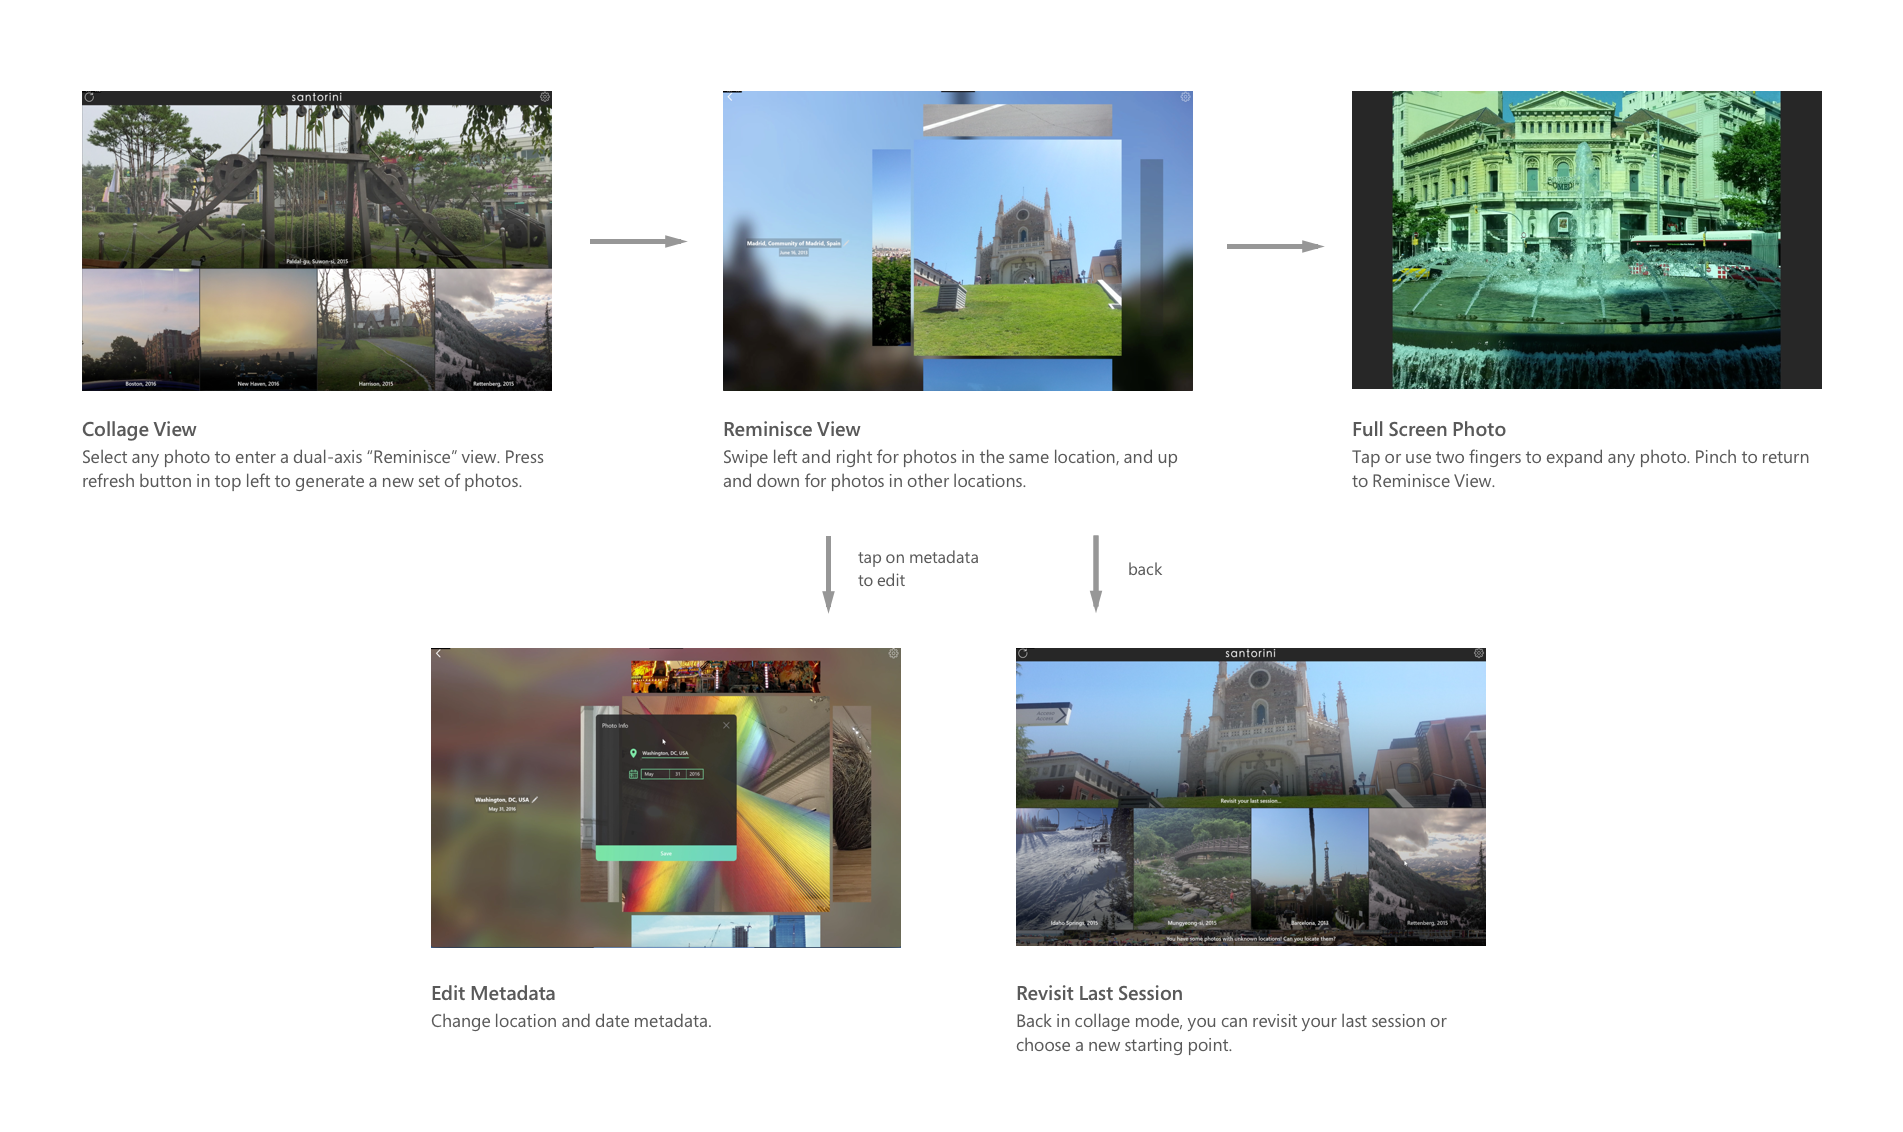 santorini
Paldal-gu, Suwon-si, 2015
Boston, 2016
New Haven, 2016
Harrison, 2015
Rettenberg, 2015
Collage View
Select any photo to enter a dual-axis “Reminisce” view. Press
refresh button in top left to generate a new set of photos.
Madrid, Community of Madrid, Spain
June 16, 2013
Reminisce View
Swipe left and right for photos in the same location, and up
and down for photos in other locations.
Full Screen Photo
Tap or use two fingers to expand any photo. Pinch to return
to Reminisce View.
tap on metadata
to edit
back
Photo Info
Washington, DC, USA
May 31 2016
Save
Washington, DC, USA
May 31, 2016
Edit Metadata
Change location and date metadata.
santorini
Revisit your last session...
Idaho Springs, 2015
Mungyeong-si, 2015
Barcelona, 2013
Rettenberg, 2015
You have some photos with unknown locations! Can you locate them?
Revisit Last Session
Back in collage mode, you can revisit your last session or
choose a new starting point.